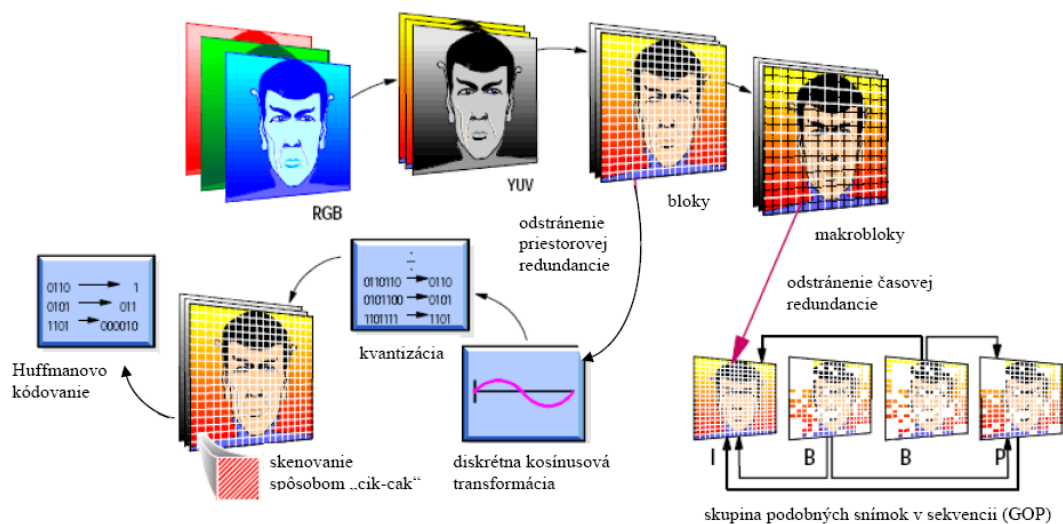 RGB
YUV
bloky
makrobloky
odstránenie
priestorovej
redundancie
odstránenie časovej
redundancie
0110 1
0101 011
1101 000010
Huffmanovo
kódovanie
÷
0110110 0110
0101100 0101
1101111 1101
kvantizácia
skenovanie
spôsobom „cik-cak“
diskrétna kosínusová
transformácia
I B B P
skupina podobných snímok v sekvencii (GOP)